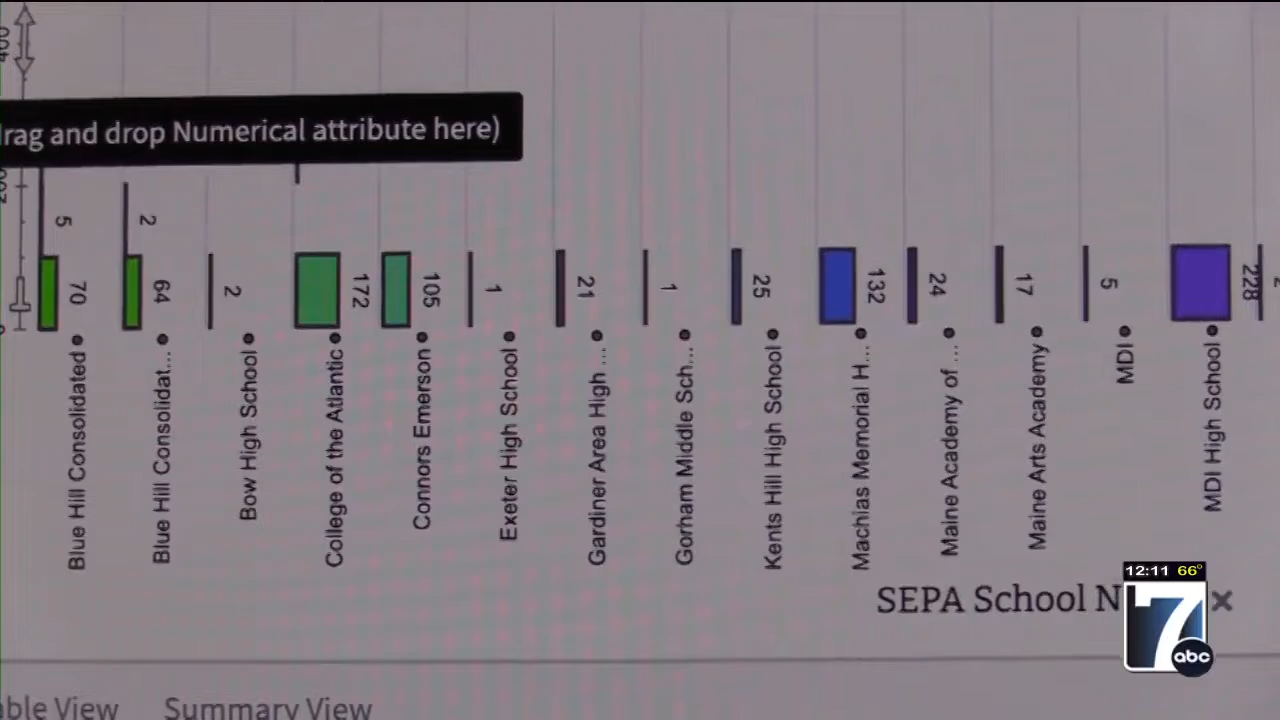 400
drag and drop Numerical attribute here)
5
2
70
64
2
172
105
1
21
1
25
132
24
17
5
228
Blue Hill Consolidated
Blue Hill Consolidat...
Bow High School
College of the Atlantic
Connors Emerson
Exeter High School
Gardiner Area High ...
Gorham Middle Sch...
Kents Hill High School
Machias Memorial H...
Maine Academy of ...
Maine Arts Academy
MDI
MDI High School
SEPA School N
12:11 66°
7
abc
Summary View